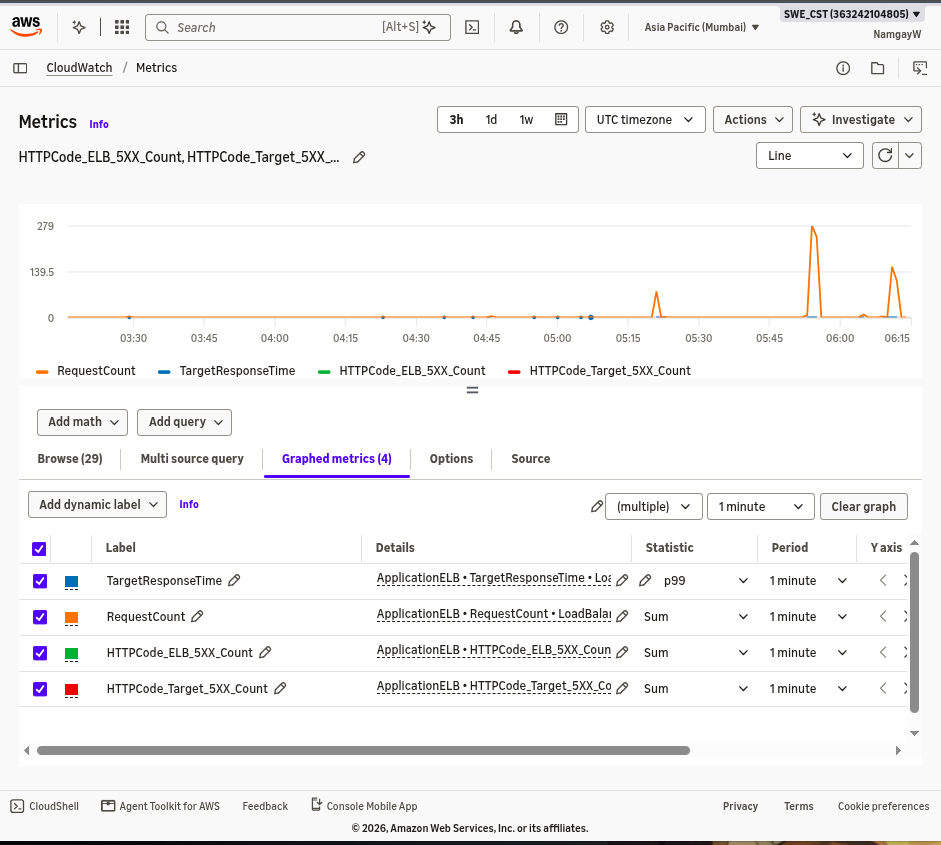 aws
Search [Alt+S]
Asia Pacific (Mumbai)
SWE_CST (363242104805)
NamgayW
CloudWatch / Metrics
Metrics Info
3h 1d 1w UTC timezone Actions Investigate
HTTPCode_ELB_5XX_Count, HTTPCode_Target_5XX_...
Line
279
139.5
0
03:30 03:45 04:00 04:15 04:30 04:45 05:00 05:15 05:30 05:45 06:00 06:15
RequestCount TargetResponseTime HTTPCode_ELB_5XX_Count HTTPCode_Target_5XX_Count
Add math Add query
Browse (29) Multi source query Graphed metrics (4) Options Source
Add dynamic label Info (multiple) 1 minute Clear graph
Label Details Statistic Period Y axis
TargetResponseTime ApplicationELB • TargetResponseTime • Loa p99 1 minute
RequestCount ApplicationELB • RequestCount • LoadBalan Sum 1 minute
HTTPCode_ELB_5XX_Count ApplicationELB • HTTPCode_ELB_5XX_Coun Sum 1 minute
HTTPCode_Target_5XX_Count ApplicationELB • HTTPCode_Target_5XX_Co Sum 1 minute
CloudShell Agent Toolkit for AWS Feedback Console Mobile App Privacy Terms Cookie preferences
© 2026, Amazon Web Services, Inc. or its affiliates.